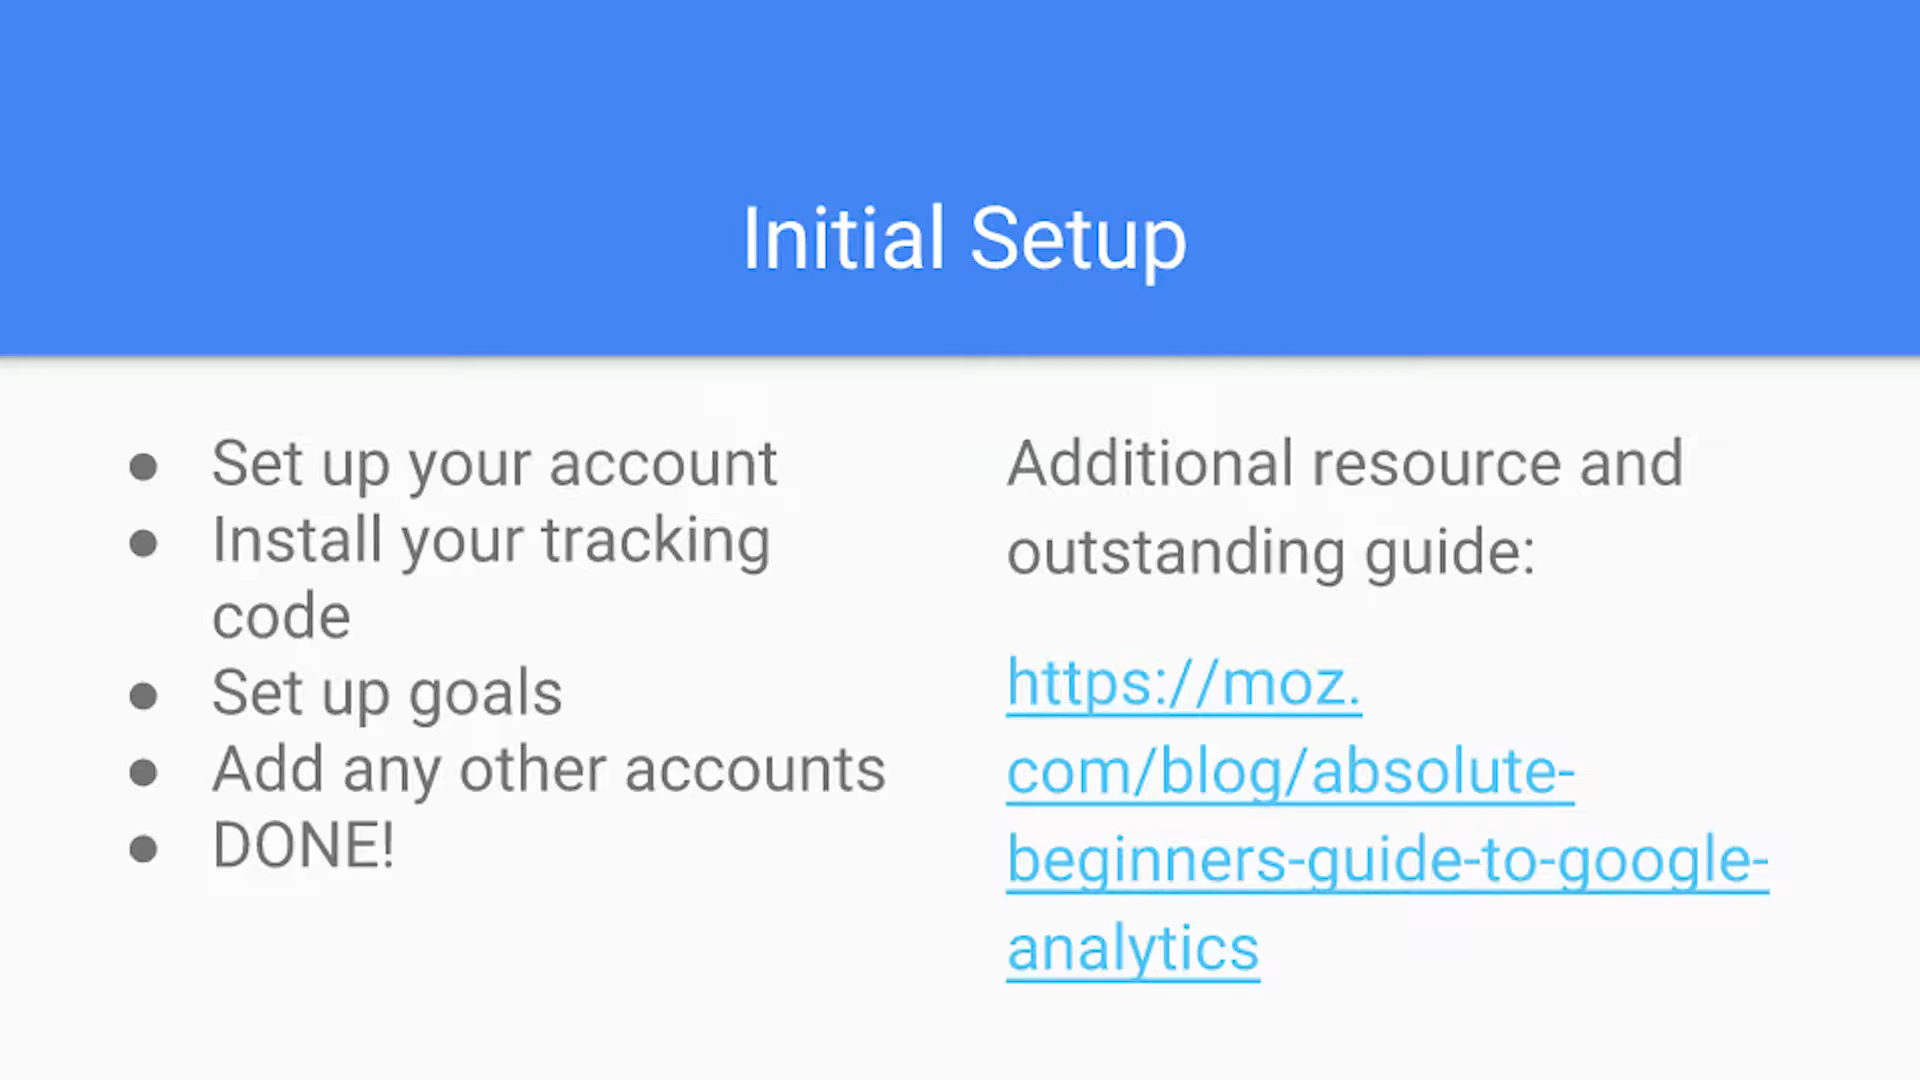 Initial Setup
● Set up your account
● Install your tracking
code
● Set up goals
● Add any other accounts
● DONE!
Additional resource and
outstanding guide:
https://moz.
com/blog/absolute-
beginners-guide-to-google-
analytics